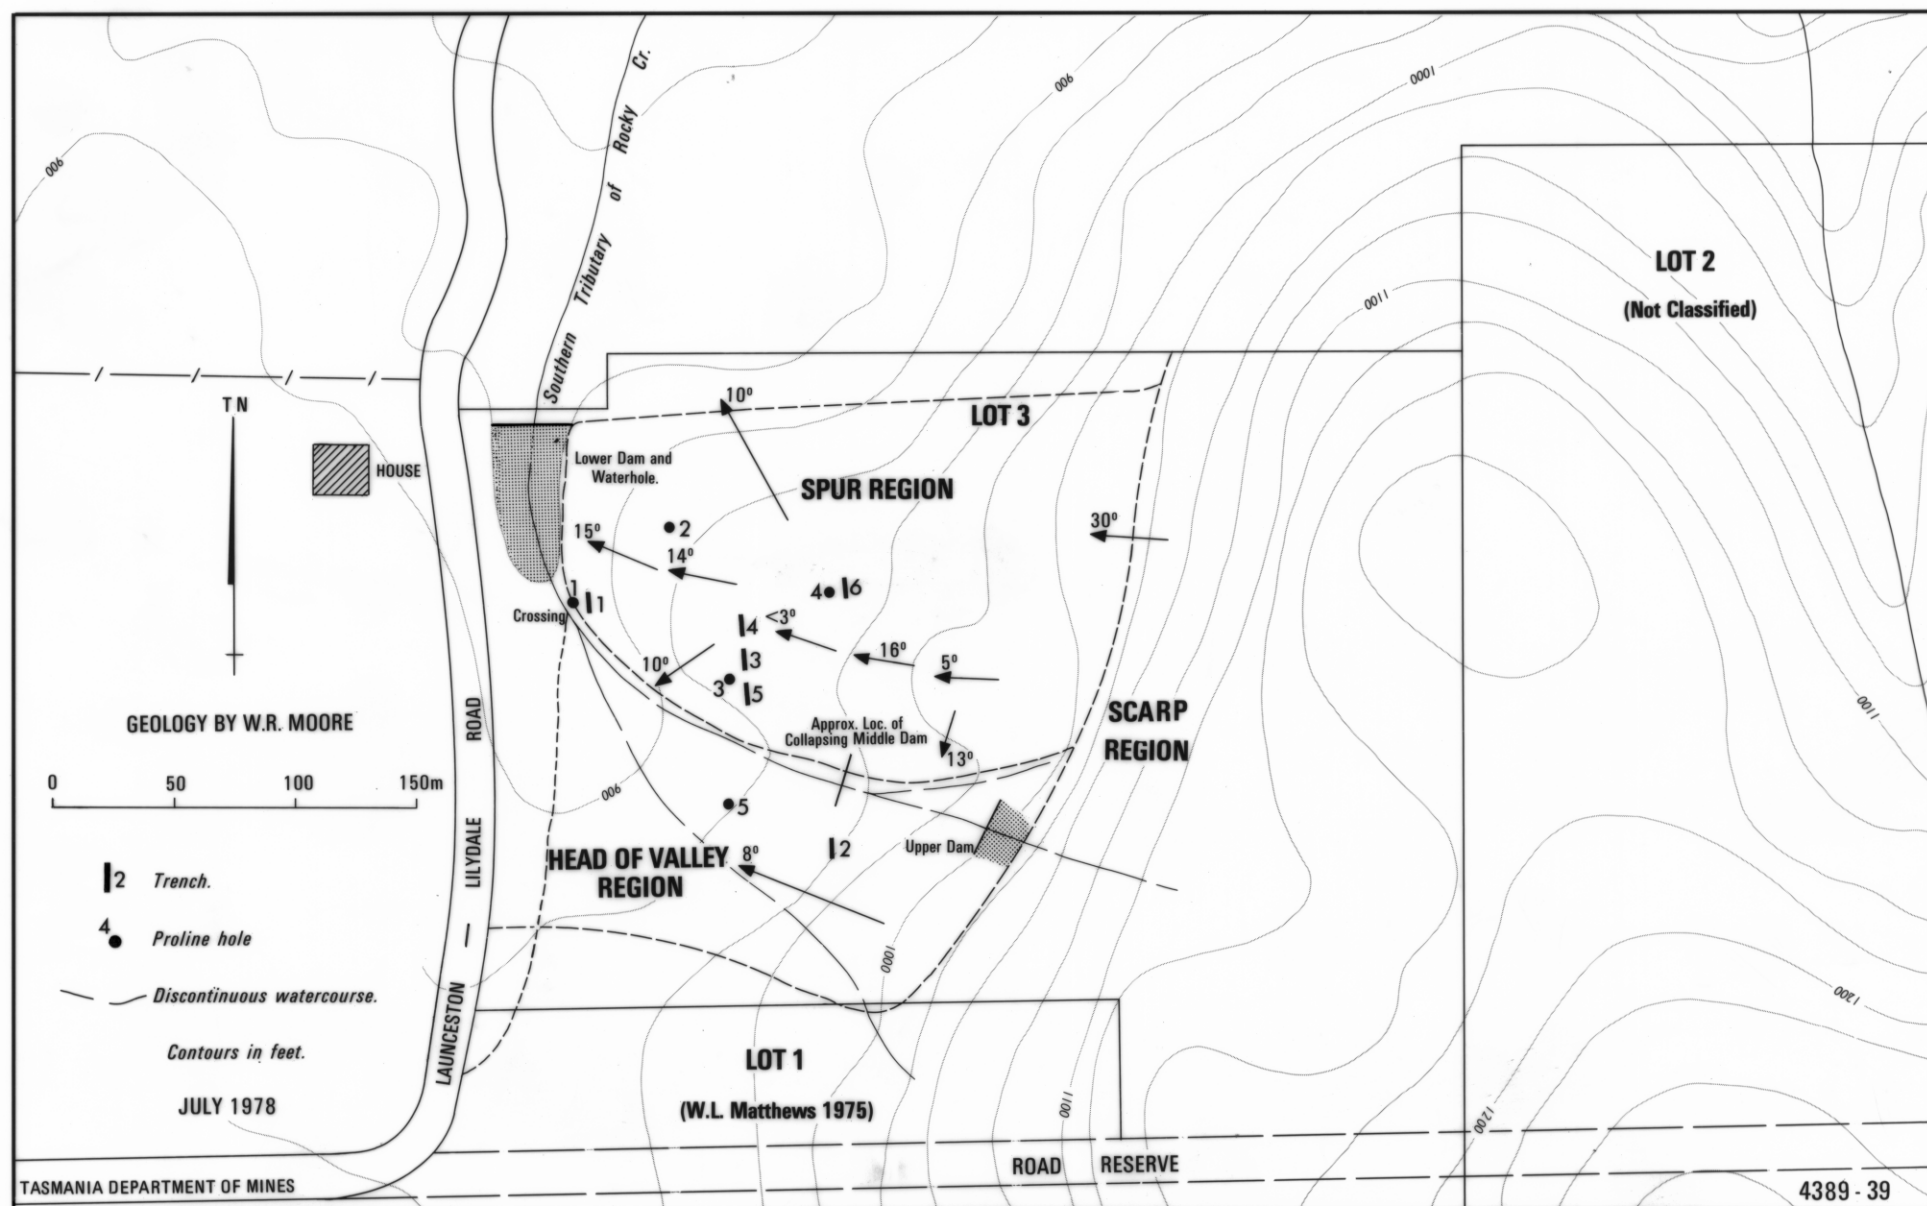 Southern Tributary of Rocky Cr.
900
900
1000
1100
LOT 2
(Not Classified)
T N
HOUSE
10°
LOT 3
Lower Dam and
Waterhole.
SPUR REGION
30°
15°
2
14°
1
1
4
6
Crossing
4
<3°
3
10°
3
5
16°
5°
SCARP
REGION
Approx. Loc. of
Collapsing Middle Dam
13°
GEOLOGY BY W.R. MOORE
0 50 100 150m
900
5
2
Upper Dam
HEAD OF VALLEY
REGION
8°
1000
1100
2 Trench.
4 Proline hole
Discontinuous watercourse.
Contours in feet.
JULY 1978
LAUNCESTON — LILYDALE ROAD
LOT 1
(W.L. Matthews 1975)
1100
1200
1200
ROAD RESERVE
TASMANIA DEPARTMENT OF MINES
4389-39